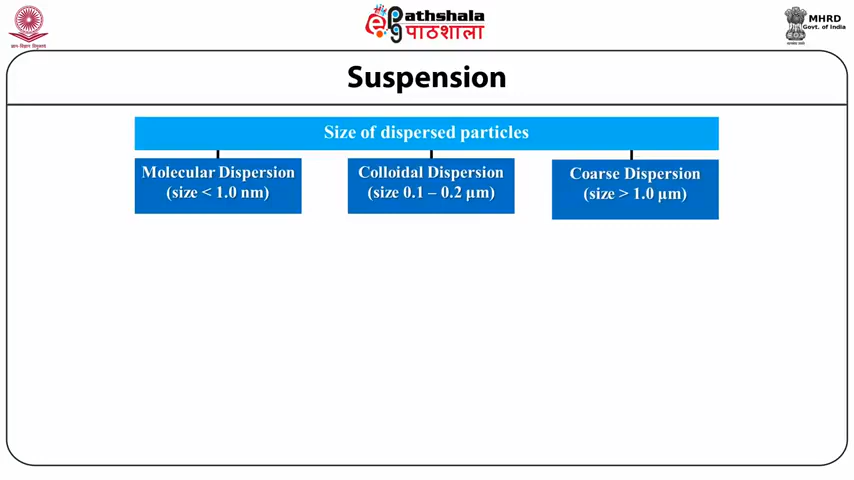 Pathshala
पाठशाला
MHRD
Govt. of India
Suspension
Size of dispersed particles
Molecular Dispersion
(size < 1.0 nm)
Colloidal Dispersion
(size 0.1 – 0.2 µm)
Coarse Dispersion
(size > 1.0 µm)